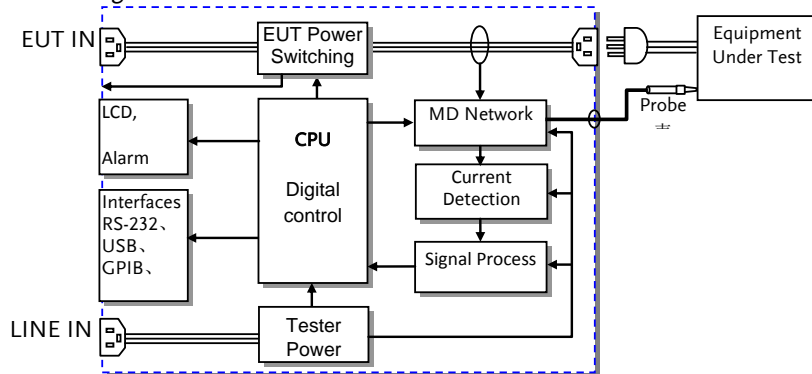 EUT IN
EUT Power
Switching
Equipment
Under Test
Probe
LCD,
Alarm
CPU
Digital
control
MD Network
Current
Detection
Interfaces
RS-232、
USB、
GPIB、
Signal Process
LINE IN
Tester
Power